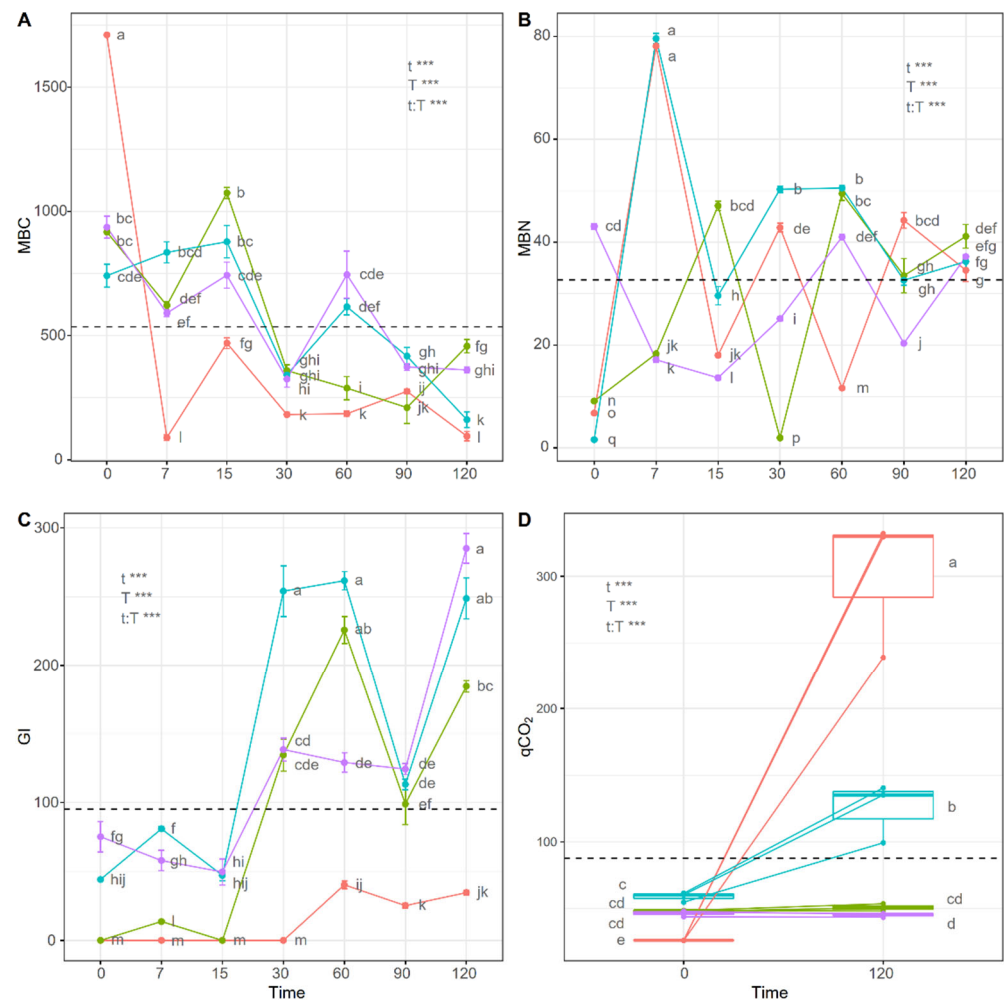 A
MBC
1500
1000
500
0
0 7 15 30 60 90 120
t ***
T ***
t:T ***
a
bc
bc
cde
bcd
def
ef
l
b
bc
cde
fg
ghi
ghi
hi
k
cde
def
i
k
gh
ghi
ij
jk
fg
ghi
k
l
B
MBN
80
60
40
20
0
0 7 15 30 60 90 120
t ***
T ***
t:T ***
cd
n
o
q
a
a
jk
k
bcd
h
jk
l
b
de
i
p
b
bc
def
m
bcd
gh
gh
j
def
efg
fg
g
C
GI
300
200
100
0
0 7 15 30 60 90 120
Time
t ***
T ***
t:T ***
fg
hij
m
f
gh
l
m
hi
hij
m
a
cd
cde
m
a
ab
de
ij
de
de
ef
k
a
ab
bc
jk
D
qCO2
300
200
100
0 120
Time
t ***
T ***
t:T ***
c
cd
cd
e
a
b
cd
d